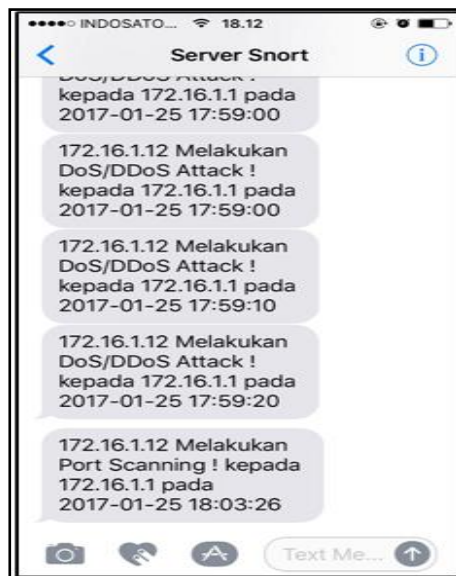 INDOSATO... 18.12
Server Snort
DoS/DDoS Attack !
kepada 172.16.1.1 pada
2017-01-25 17:59:00
172.16.1.12 Melakukan
DoS/DDoS Attack !
kepada 172.16.1.1 pada
2017-01-25 17:59:00
172.16.1.12 Melakukan
DoS/DDoS Attack !
kepada 172.16.1.1 pada
2017-01-25 17:59:10
172.16.1.12 Melakukan
DoS/DDoS Attack !
kepada 172.16.1.1 pada
2017-01-25 17:59:20
172.16.1.12 Melakukan
Port Scanning ! kepada
172.16.1.1 pada
2017-01-25 18:03:26
Text Me...